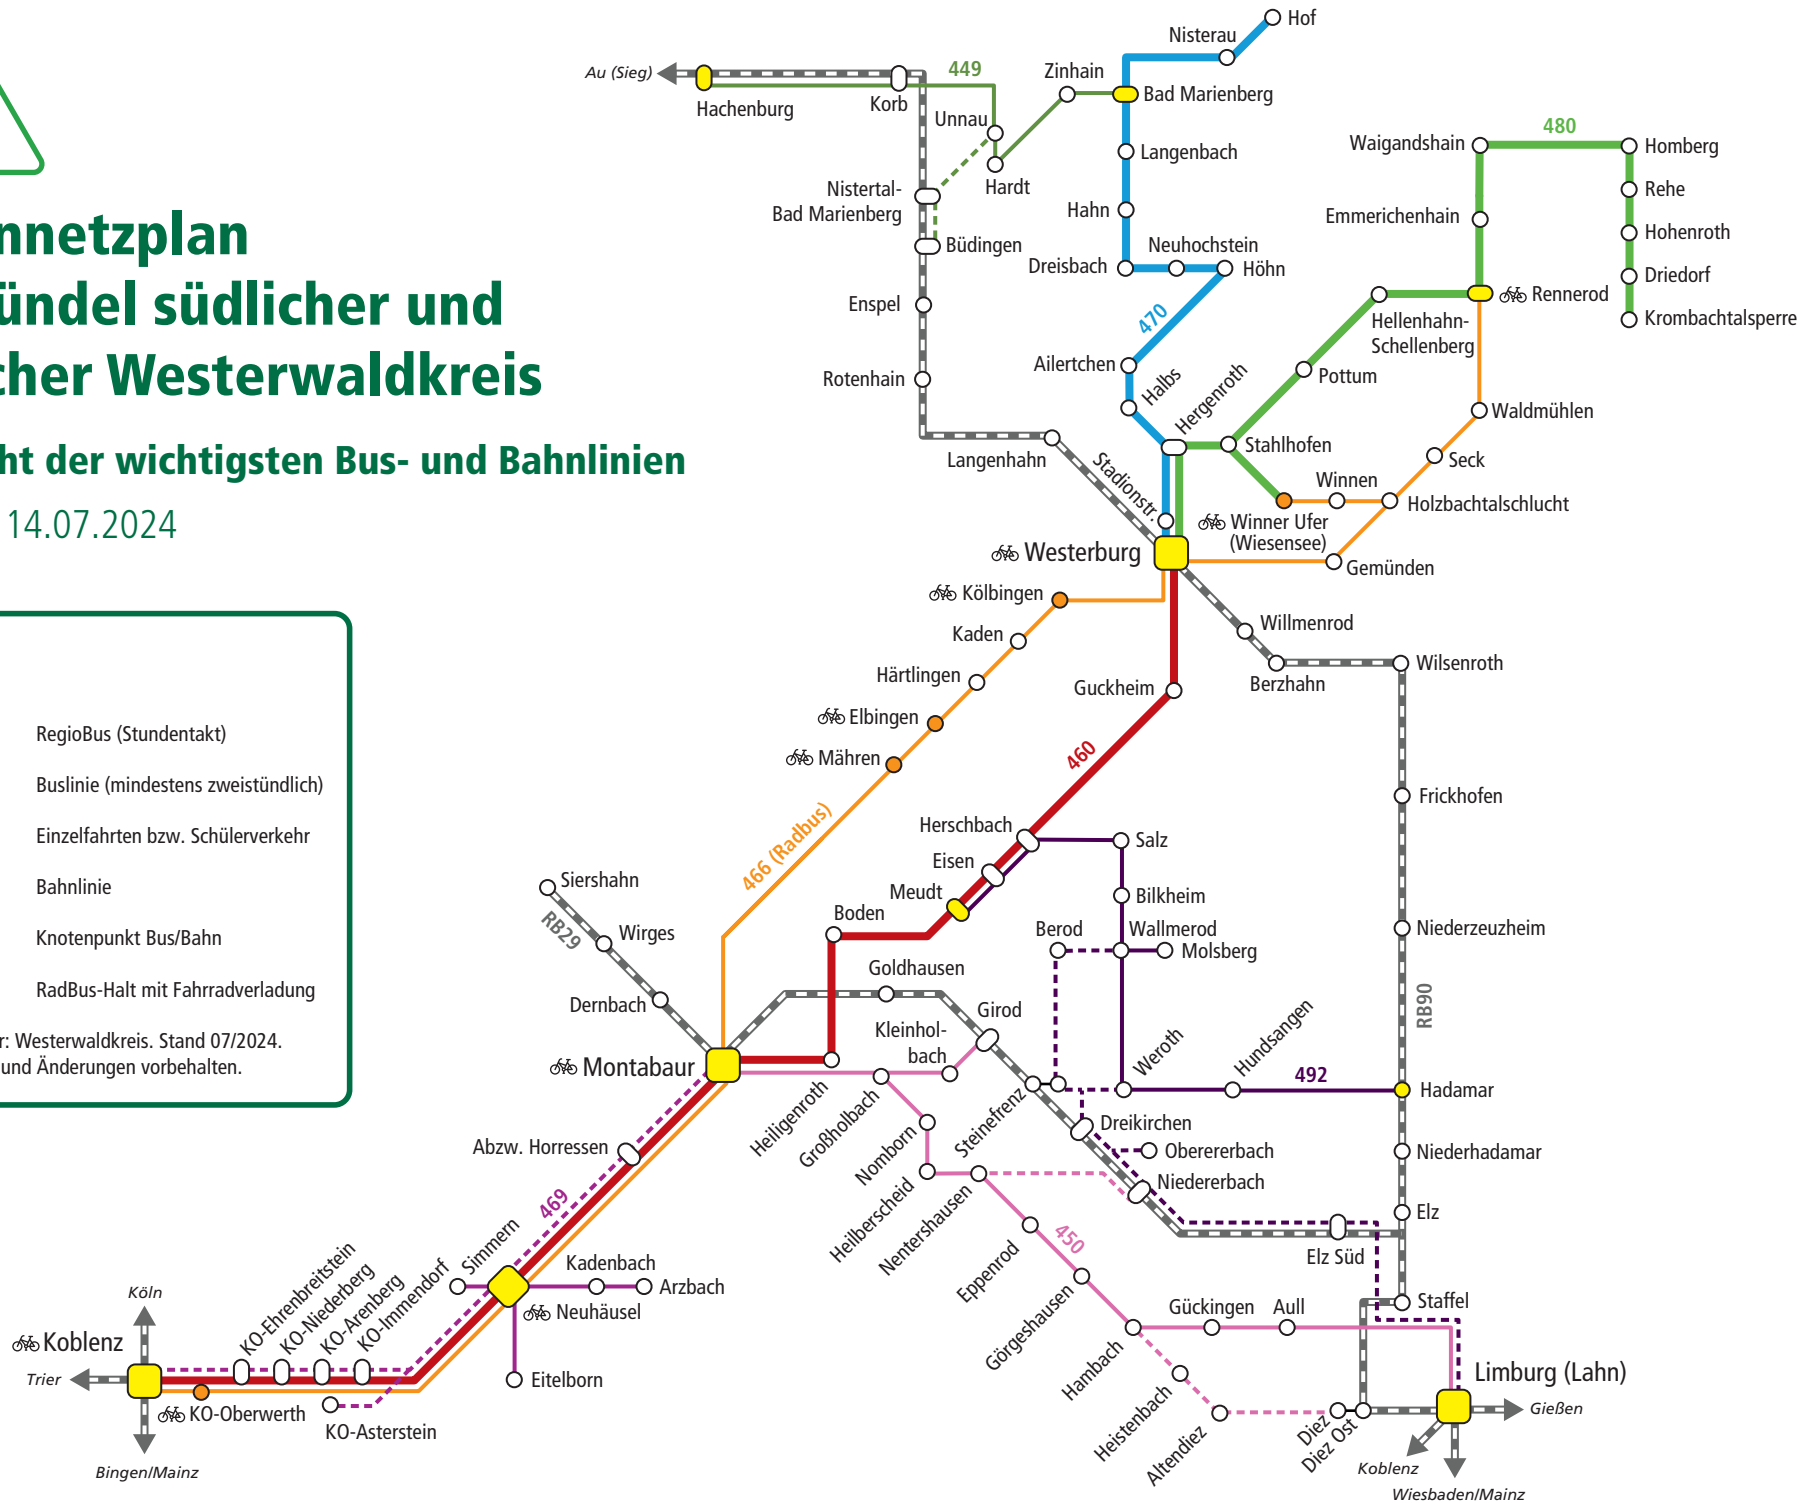 nnetzplan
ündel südlicher und
cher Westerwaldkreis
ht der wichtigsten Bus- und Bahnlinien
14.07.2024
RegioBus (Stundentakt)
Buslinie (mindestens zweistündlich)
Einzelfahrten bzw. Schülerverkehr
Bahnlinie
Knotenpunkt Bus/Bahn
RadBus-Halt mit Fahrradverladung
r: Westerwaldkreis. Stand 07/2024.
und Änderungen vorbehalten.
Au (Sieg)
Hachenburg
Korb
449
Unnau
Hardt
Zinhain
Nisterau
Hof
Bad Marienberg
Langenbach
Hahn
Dreisbach
Neuhochstein
Höhn
470
Ailertchen
Halbs
Hergenroth
Nistertal-
Bad Marienberg
Büdingen
Enspel
Rotenhain
Langenhahn
Stadionstr.
Westerburg
Waigandshain
480
Homberg
Rehe
Hohenroth
Driedorf
Krombachtalsperre
Emmerichenhain
Rennerod
Hellenhahn-
Schellenberg
Pottum
Stahlhofen
Waldmühlen
Seck
Winnen
Holzbachtalschlucht
Winner Ufer
(Wiesensee)
Gemünden
Kölbingen
Kaden
Härtlingen
Elbingen
Mähren
466 (Radbus)
Willmenrod
Berzhahn
Wilsenroth
Guckheim
460
Frickhofen
Herschbach
Eisen
Meudt
Boden
Salz
Bilkheim
Wallmerod
Berod
Molsberg
Niederzeuzheim
RB90
Siershahn
RB29
Wirges
Dernbach
Goldhausen
Girod
Kleinhol-
bach
Montabaur
Heiligenroth
Großholbach
Nomborn
Heilberscheid
Nentershausen
Steinefrenz
Weroth
Hundsangen
492
Hadamar
Dreikirchen
Oberererbach
Niedererbach
Niederhadamar
Elz
Elz Süd
Staffel
Abzw. Horressen
469
Simmern
Kadenbach
Arzbach
Neuhäusel
Eitelborn
Eppenrod
450
Görgeshausen
Hambach
Gückingen
Aull
Heistenbach
Altendiez
Diez
Diez Ost
Limburg (Lahn)
Gießen
Koblenz
Wiesbaden/Mainz
Köln
Koblenz
Trier
Bingen/Mainz
KO-Ehrenbreitstein
KO-Niederberg
KO-Arenberg
KO-Immendorf
KO-Oberwerth
KO-Asterstein